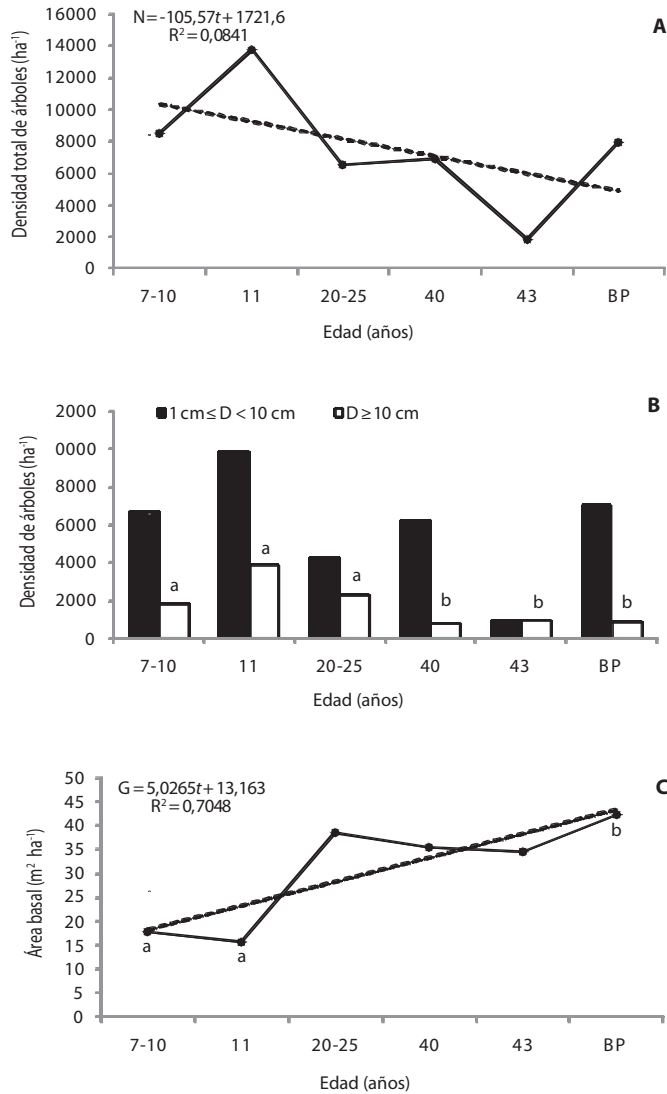 N=-105,57t+1721,6
R²=0,0841
A
Densidad total de árboles (ha⁻¹)
16000
14000
12000
10000
8000
6000
4000
2000
0
7-10 11 20-25 40 43 BP
Edad (años)
B
1 cm ≤ D < 10 cm D ≥ 10 cm
Densidad de árboles (ha⁻¹)
2000
0000
8000
6000
4000
2000
0
a a a b b b
7-10 11 20-25 40 43 BP
Edad (años)
C
G=5,0265t+13,163
R²=0,7048
Área basal (m² ha⁻¹)
50
45
40
35
30
25
20
15
10
5
0
a a b
7-10 11 20-25 40 43 BP
Edad (años)